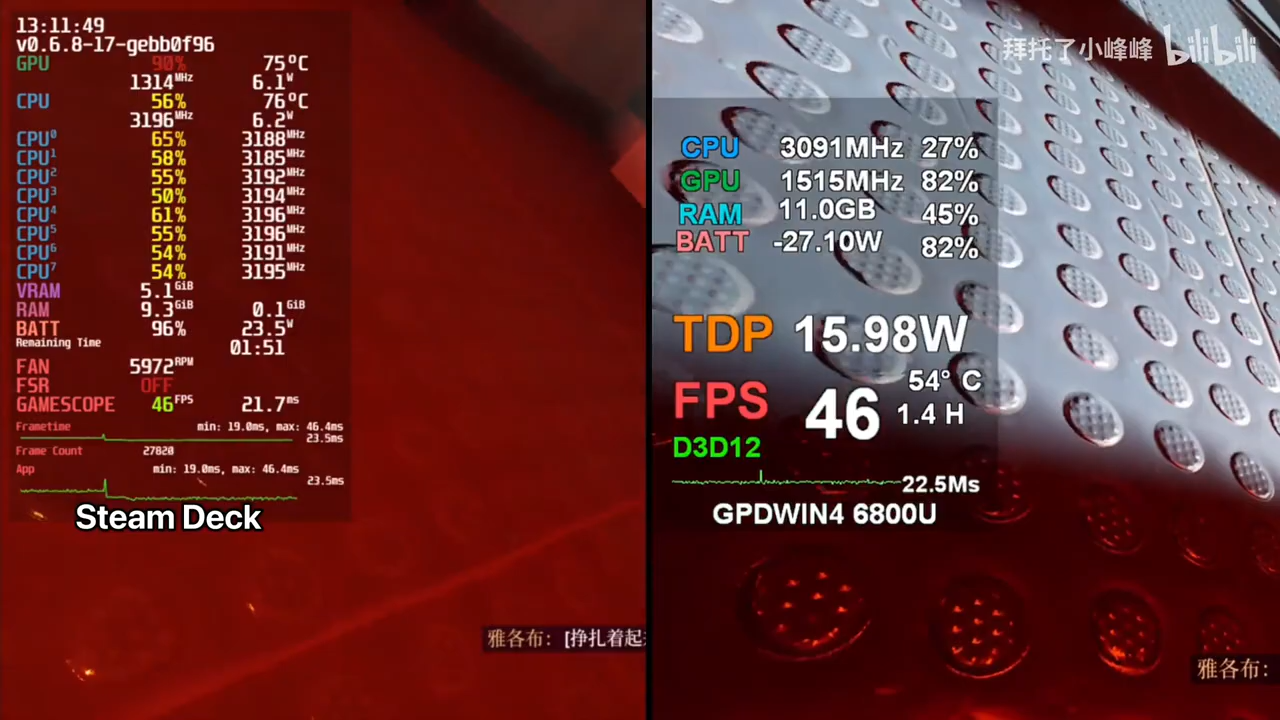 13:11:49
v0.6.8-17-gebb0f96
GPU 90% 75°C
1314MHz 6.1W
CPU 56% 76°C
3196MHz 6.2W
CPU0 65% 3188MHz
CPU1 58% 3185MHz
CPU2 55% 3192MHz
CPU3 50% 3194MHz
CPU4 61% 3196MHz
CPU5 55% 3196MHz
CPU6 54% 3191MHz
CPU7 54% 3195MHz
VRAM 5.1GiB
RAM 9.3GiB 0.1GiB
BATT 96% 23.5W
Remaining Time 01:51
FAN 5972RPM
FSR OFF
GAMESCOPE 46FPS 21.7ms
Frametime min: 19.0ms, max: 46.4ms
23.5ms
Frame Count 27820
App min: 19.0ms, max: 46.4ms
23.5ms
Steam Deck
雅各布：[挣扎着起
拜托了小峰峰 bilibili
CPU 3091MHz 27%
GPU 1515MHz 82%
RAM 11.0GB 45%
BATT -27.10W 82%
TDP 15.98W
FPS 46 54° C
1.4 H
D3D12
22.5Ms
GPDWIN4 6800U
雅各布：